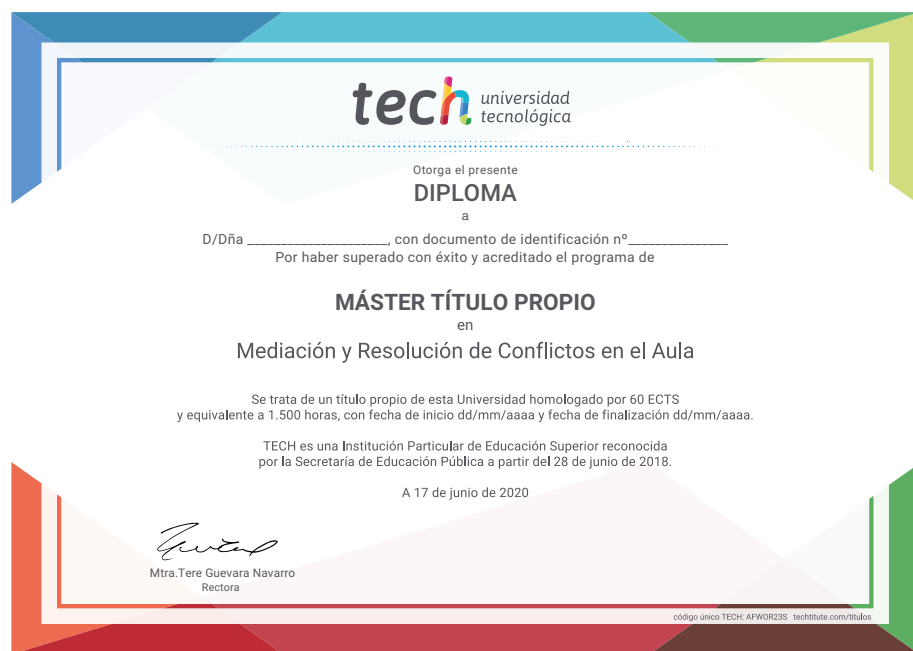 tech universidad
tecnológica
Otorga el presente
DIPLOMA
a
D/Dña _____________________, con documento de identificación nº_______________
Por haber superado con éxito y acreditado el programa de
MÁSTER TÍTULO PROPIO
en
Mediación y Resolución de Conflictos en el Aula
Se trata de un título propio de esta Universidad homologado por 60 ECTS
y equivalente a 1.500 horas, con fecha de inicio dd/mm/aaaa y fecha de finalización dd/mm/aaaa.
TECH es una Institución Particular de Educación Superior reconocida
por la Secretaría de Educación Pública a partir del 28 de junio de 2018.
A 17 de junio de 2020
Mtra.Tere Guevara Navarro
Rectora
código único TECH: AFWOR23S techtitute.com/titulos